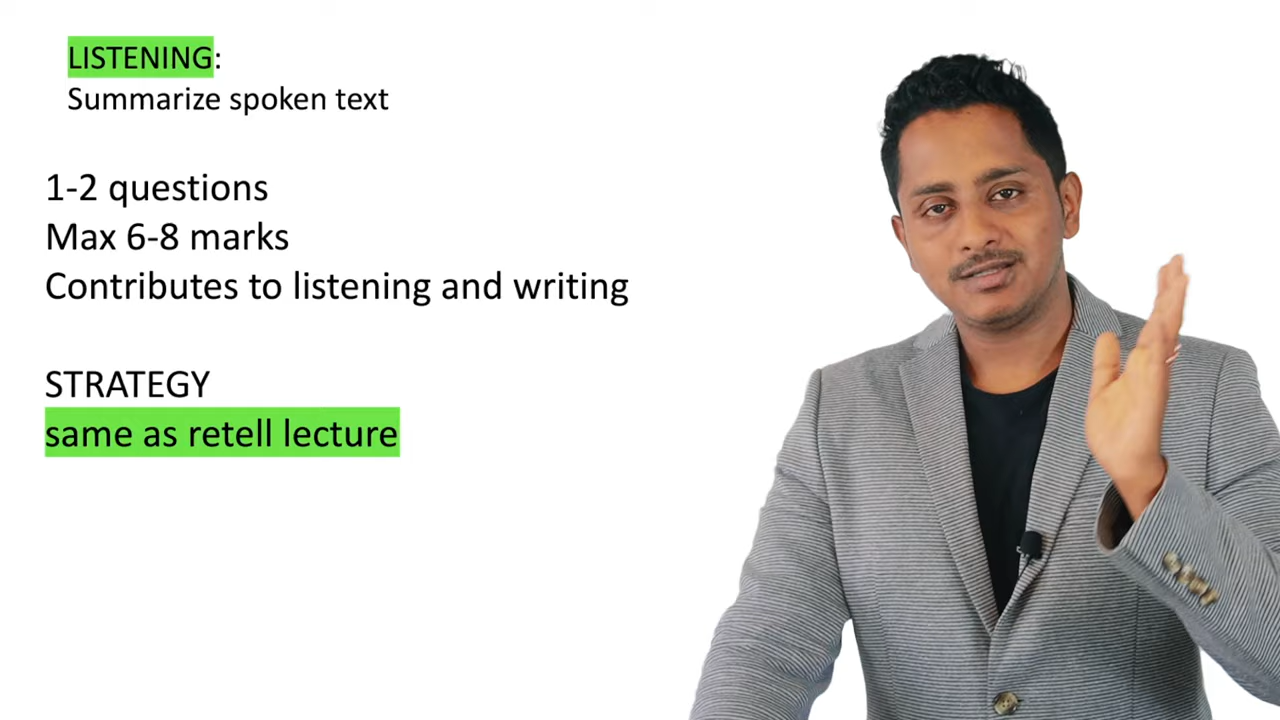 LISTENING:
Summarize spoken text
1-2 questions
Max 6-8 marks
Contributes to listening and writing
STRATEGY
same as retell lecture